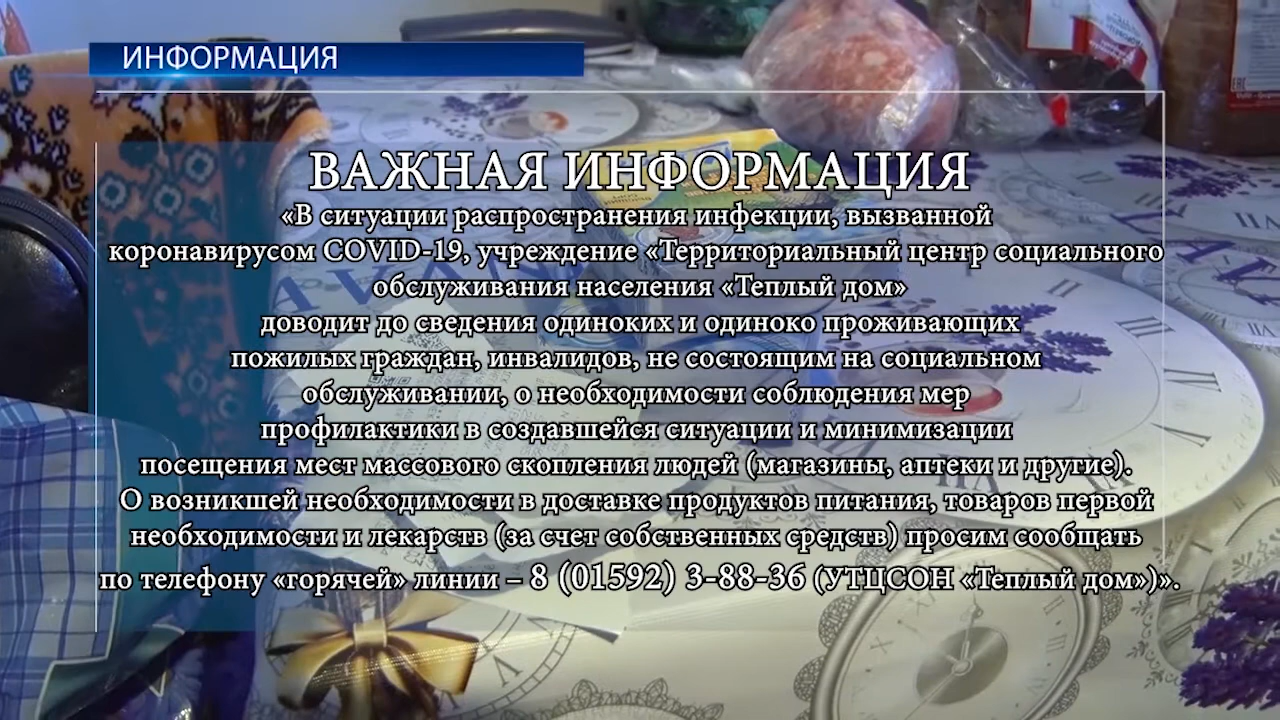 ИНФОРМАЦИЯ
ВАЖНАЯ ИНФОРМАЦИЯ
«В ситуации распространения инфекции, вызванной
коронавирусом COVID-19, учреждение «Территориальный центр социального
обслуживания населения «Теплый дом»
доводит до сведения одиноких и одиноко проживающих
пожилых граждан, инвалидов, не состоящим на социальном
обслуживании, о необходимости соблюдения мер
профилактики в создавшейся ситуации и минимизации
посещения мест массового скопления людей (магазины, аптеки и другие).
О возникшей необходимости в доставке продуктов питания, товаров первой
необходимости и лекарств (за счет собственных средств) просим сообщать
по телефону «горячей» линии – 8 (01592) 3-88-36 (УТЦСОН «Теплый дом»)».